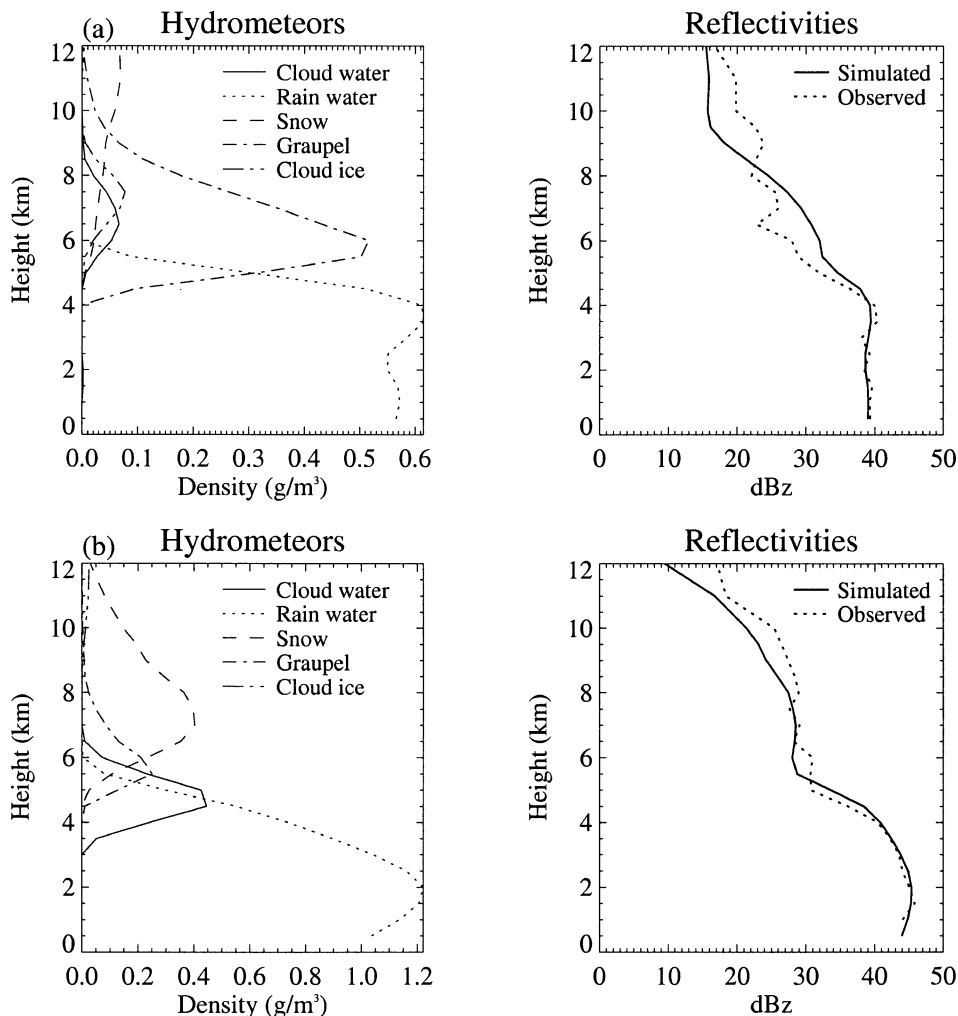 (a) Hydrometeors
Cloud water
Rain water
Snow
Graupel
Cloud ice
12
10
8
6
4
2
0
Height (km)
0.0 0.1 0.2 0.3 0.4 0.5 0.6
Density (g/m³)
Reflectivities
Simulated
Observed
12
10
8
6
4
2
0
Height (km)
0 10 20 30 40 50
dBz
(b) Hydrometeors
Cloud water
Rain water
Snow
Graupel
Cloud ice
12
10
8
6
4
2
0
Height (km)
0.0 0.2 0.4 0.6 0.8 1.0 1.2
Density (g/m³)
Reflectivities
Simulated
Observed
12
10
8
6
4
2
0
Height (km)
0 10 20 30 40 50
dBz